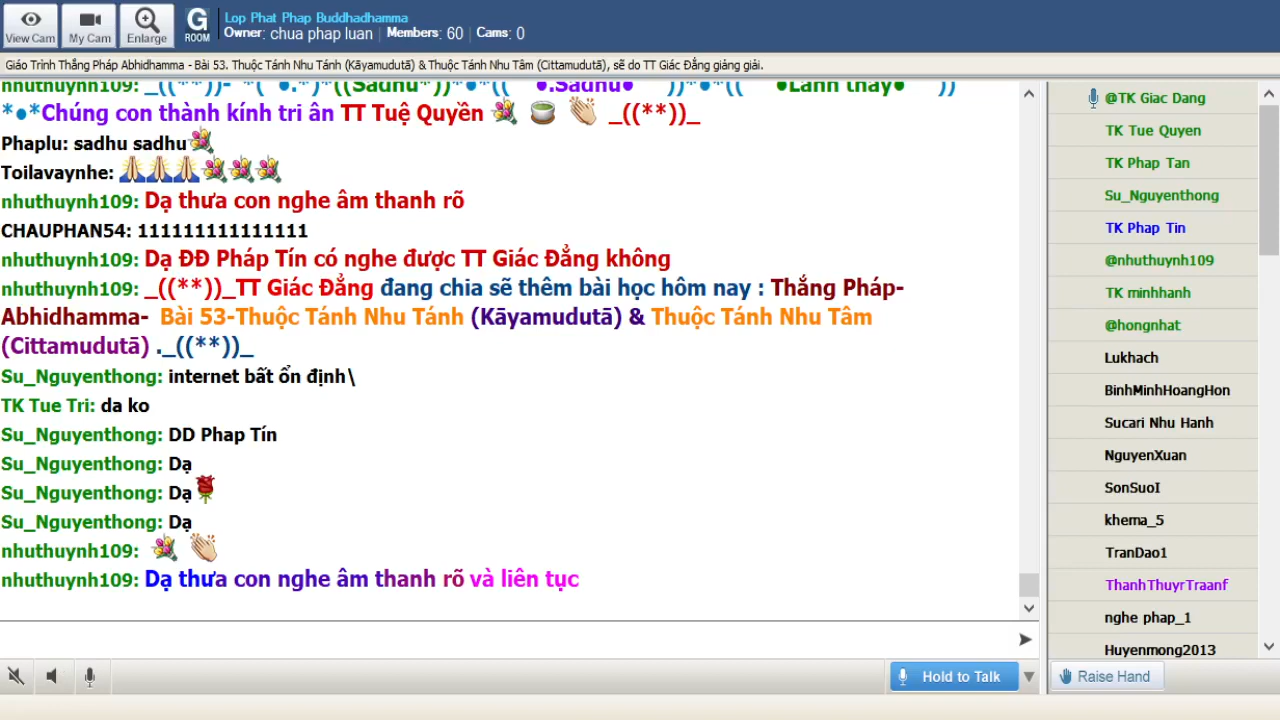 View Cam
My Cam
Enlarge
G
ROOM
Lop Phat Phap Buddhadhamma
Owner: chua phap luan | Members: 60 | Cams: 0
Giáo Trình Thắng Pháp Abhidhamma - Bài 53. Thuộc Tánh Nhu Tánh (Kāyamudutā) & Thuộc Tánh Nhu Tâm (Cittamudutā), sẽ do TT Giác Đẳng giảng giải.
nhuthuynh109: _((**))- *(¨●.*)*((Sadhu*))*●*((¨¨●.Sadhu●¨¨))*●*((¨¨●Lành thay●¨¨))
*●*Chúng con thành kính tri ân TT Tuệ Quyền _((**))_
Phaplu: sadhu sadhu
Toilavaynhe:
nhuthuynh109: Dạ thưa con nghe âm thanh rõ
CHAUPHAN54: 111111111111111
nhuthuynh109: Dạ ĐĐ Pháp Tín có nghe được TT Giác Đẳng không
nhuthuynh109: _((**))_TT Giác Đẳng đang chia sẽ thêm bài học hôm nay : Thắng Pháp-
Abhidhamma- Bài 53-Thuộc Tánh Nhu Tánh (Kāyamudutā) & Thuộc Tánh Nhu Tâm
(Cittamudutā) ._((**))_
Su_Nguyenthong: internet bất ổn định\
TK Tue Tri: da ko
Su_Nguyenthong: DD Phap Tín
Su_Nguyenthong: Dạ
Su_Nguyenthong: Dạ
Su_Nguyenthong: Dạ
nhuthuynh109:
nhuthuynh109: Dạ thưa con nghe âm thanh rõ và liên tục
Hold to Talk
@TK Giac Dang
TK Tue Quyen
TK Phap Tan
Su_Nguyenthong
TK Phap Tin
@nhuthuynh109
TK minhhanh
@hongnhat
Lukhach
BinhMinhHoangHon
Sucari Nhu Hanh
NguyenXuan
SonSuoI
khema_5
TranDao1
ThanhThuyrTraanf
nghe phap_1
Huyenmong2013
Raise Hand